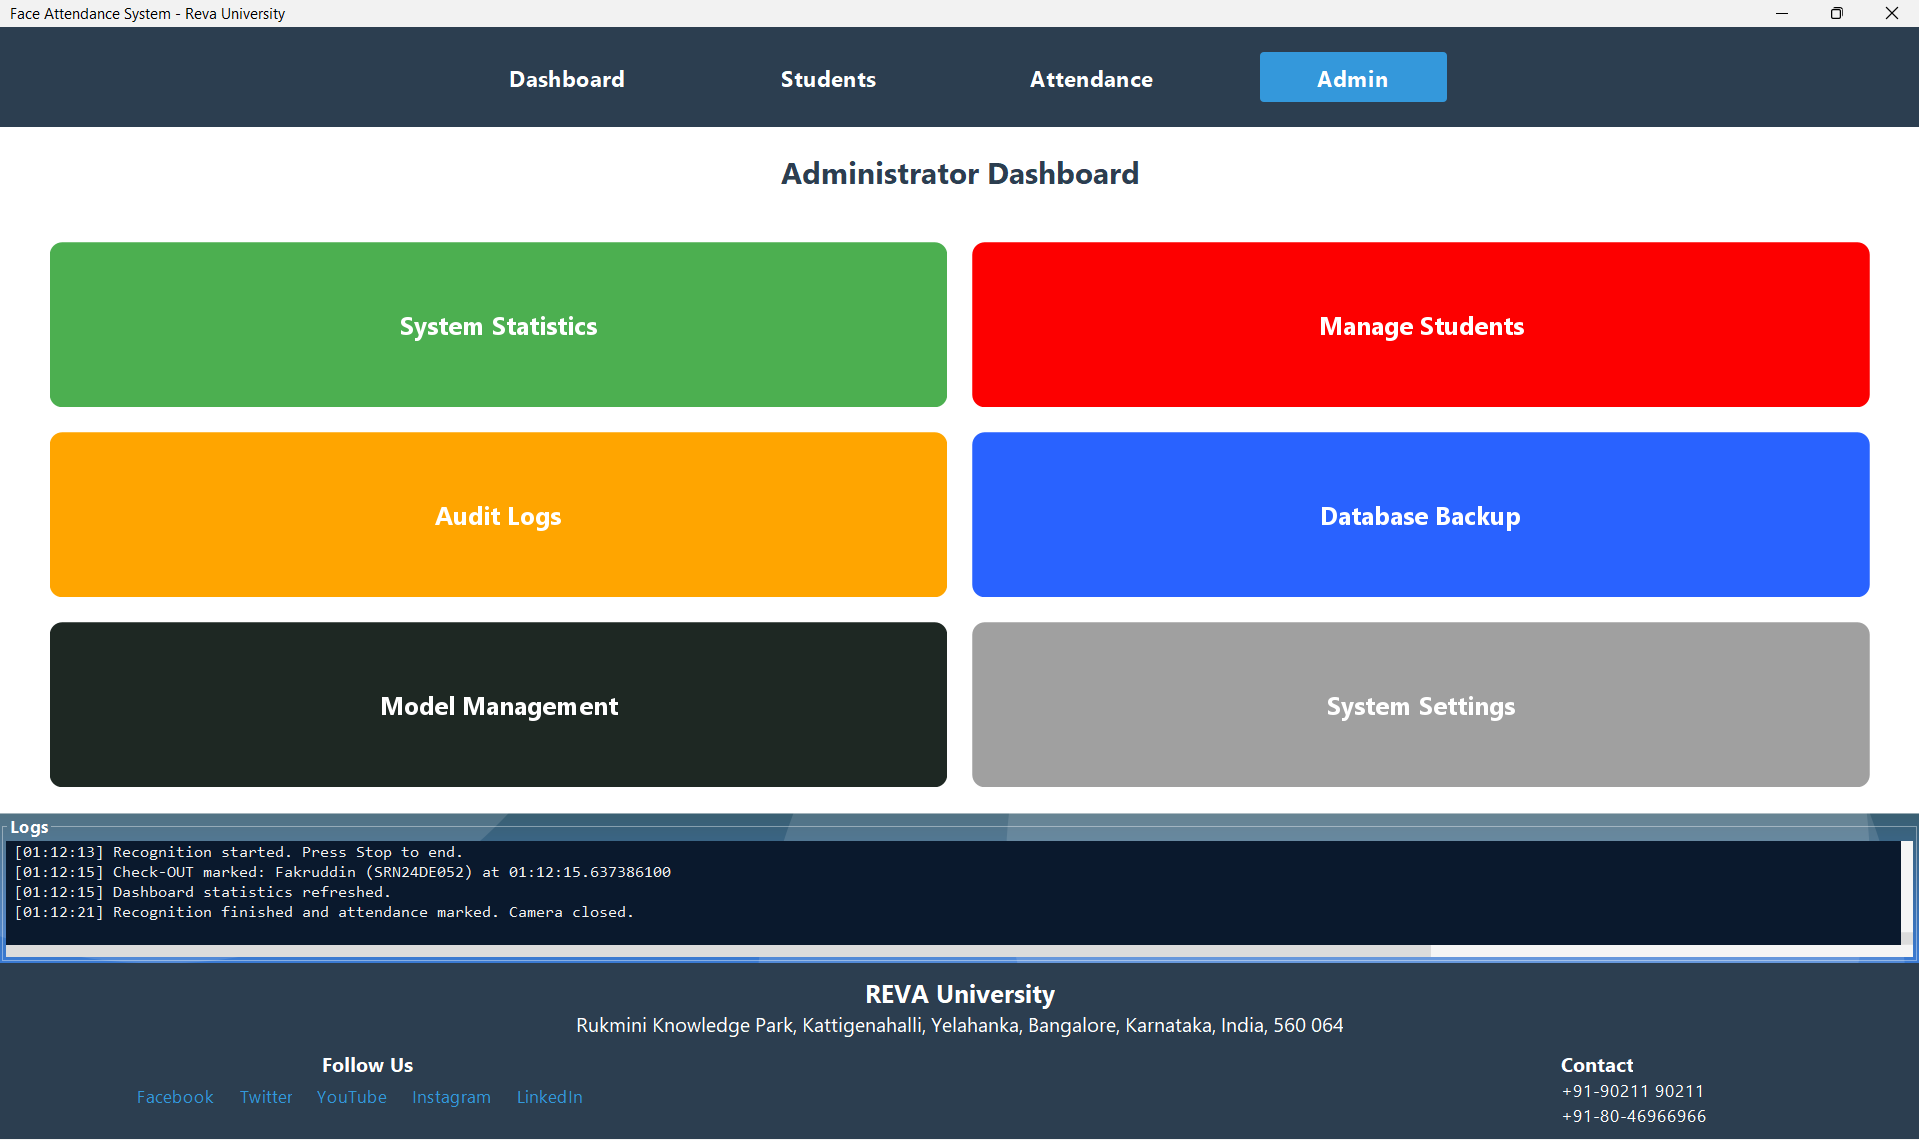 Face Attendance System - Reva University
Dashboard Students Attendance Admin
Administrator Dashboard
System Statistics
Manage Students
Audit Logs
Database Backup
Model Management
System Settings
Logs
[01:12:13] Recognition started. Press Stop to end.
[01:12:15] Check-OUT marked: Fakruddin (SRN24DE052) at 01:12:15.637386100
[01:12:15] Dashboard statistics refreshed.
[01:12:21] Recognition finished and attendance marked. Camera closed.
REVA University
Rukmini Knowledge Park, Kattigenahalli, Yelahanka, Bangalore, Karnataka, India, 560 064
Follow Us
Facebook Twitter YouTube Instagram LinkedIn
Contact
+91-90211 90211
+91-80-46966966